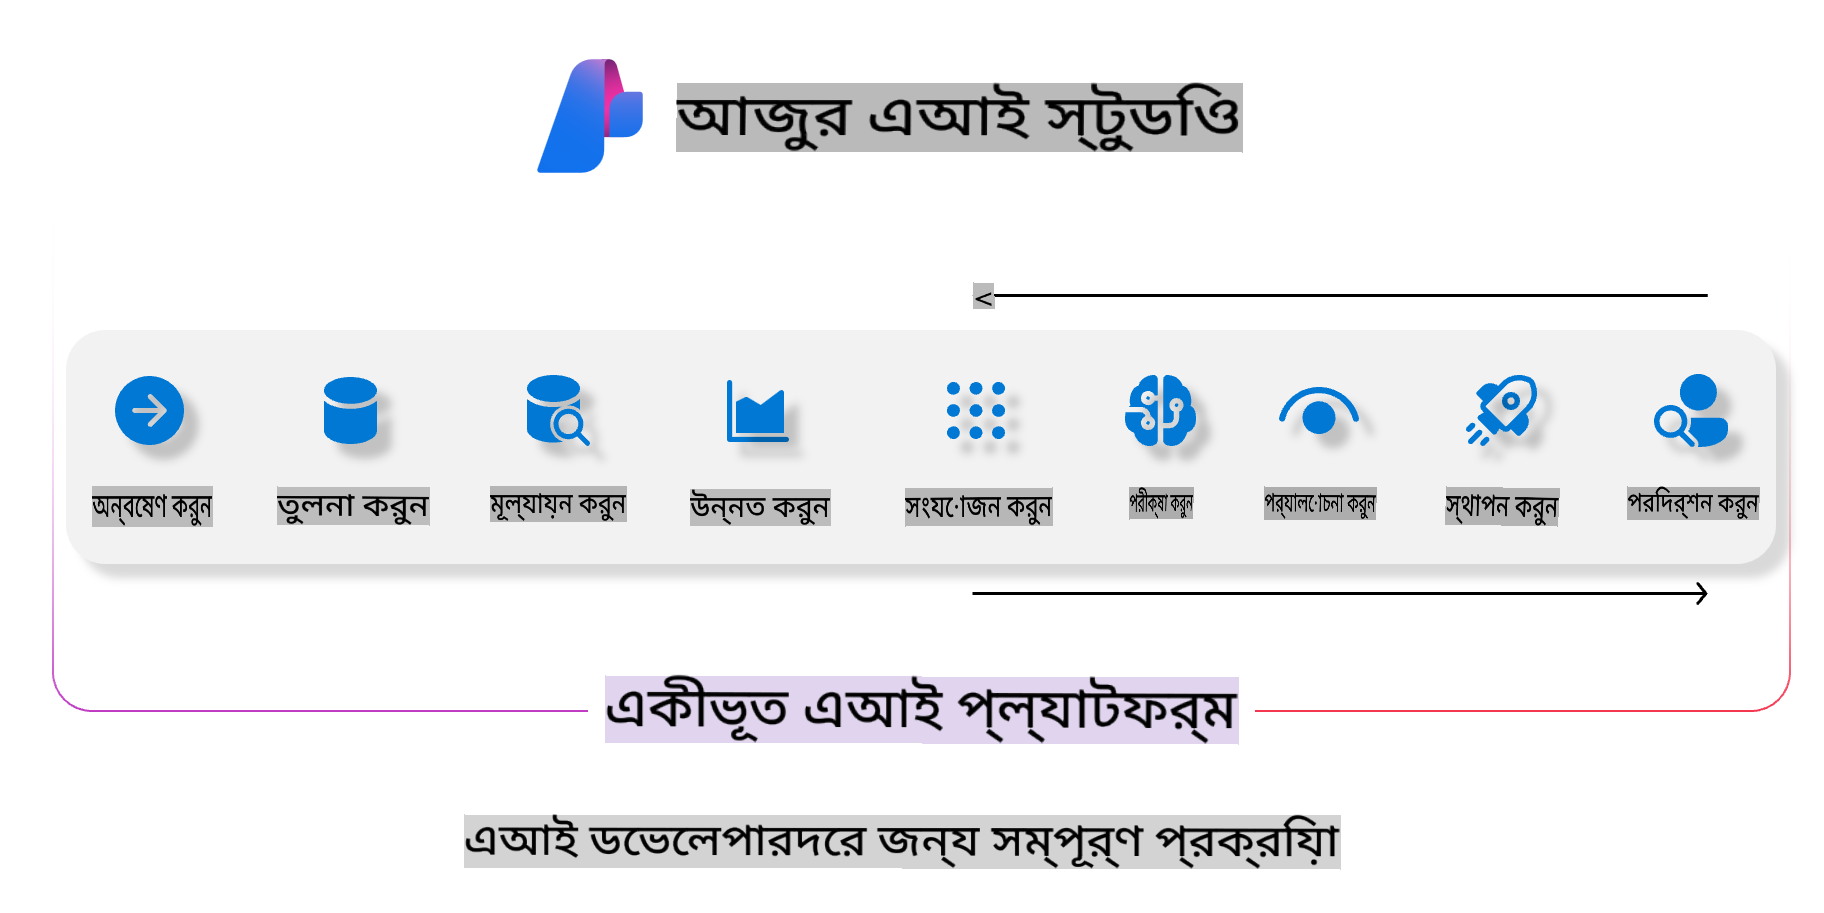 আজুর এআই স্টুডিও
<
অন্বেষণ করুন
তুলনা করুন
মূল্যায়ন করুন
উন্নত করুন
সংযোজন করুন
পরীক্ষা করুন
পর্যালোচনা করুন
স্থাপন করুন
পরিদর্শন করুন
একীভূত এআই প্ল্যাটফর্ম
এআই ডেভেলপারদের জন্য সম্পূর্ণ প্রক্রিয়া